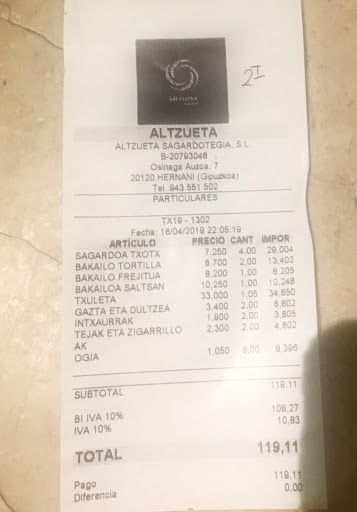 2I
ALTZUETA
ALTZUETA SAGARDOTEGIA, S.L.
B-20793048
Osinaga Auzoa, 7
20120 HERNANI (Gipuzkoa)
Tel.:943 551 502
PARTICULARES
TX19 - 1302
Fecha: 16/04/2019 22:05:19
ARTÍCULO PRECIO CANT IMPOR
SAGARDOA TXOTX 7,250 4,00 29,004
BAKAILO TORTILLA 6,700 2,00 13,402
BAKAILO FREJITUA 8,200 1,00 8,205
BAKAILOA SALTSAN 10,250 1,00 10,248
TXULETA 33,000 1,05 34,650
GAZTA ETA DULTZEA 3,400 2,00 6,802
INTXAURRAK 1,900 2,00 3,805
TEJAK ETA ZIGARRILLO 2,300 2,00 4,602
AK
OGIA 1,050 8,00 8,396
SUBTOTAL 119,11
BI IVA 10% 108,27
IVA 10% 10,83
TOTAL 119,11
Pago 119,11
Diferencia 0,00